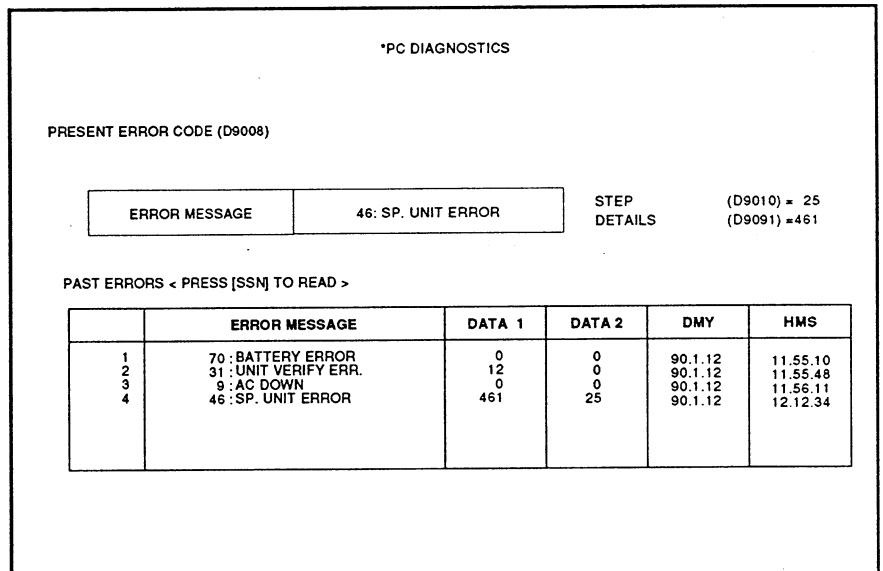 *PC DIAGNOSTICS
PRESENT ERROR CODE (D9008)
ERROR MESSAGE 46: SP. UNIT ERROR STEP (D9010) = 25
DETAILS (D9091) =461
PAST ERRORS < PRESS [SSN] TO READ >
ERROR MESSAGE DATA 1 DATA 2 DMY HMS
1 70 : BATTERY ERROR 0 0 90.1.12 11.55.10
2 31 : UNIT VERIFY ERR. 12 0 90.1.12 11.55.48
3 9 : AC DOWN 0 0 90.1.12 11.56.11
4 46 : SP. UNIT ERROR 461 25 90.1.12 12.12.34